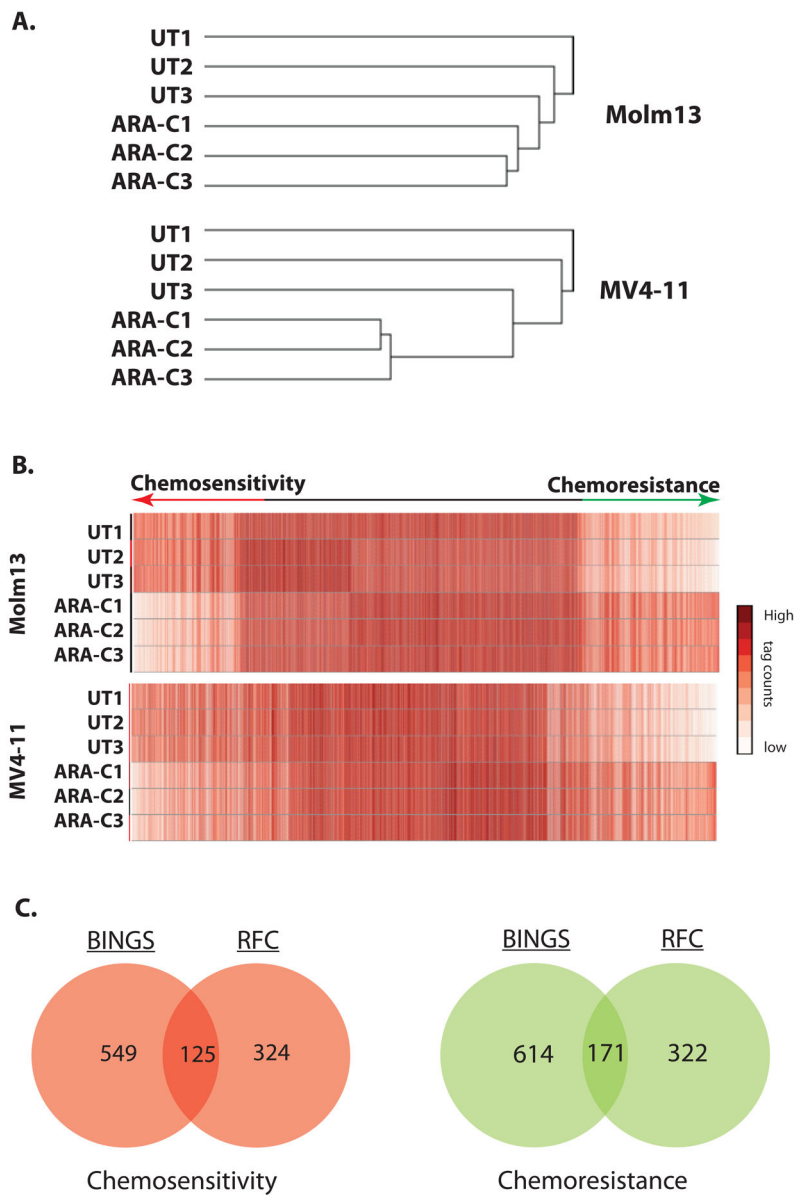 A.
UT1
UT2
UT3
ARA-C1
ARA-C2
ARA-C3
Molm13
UT1
UT2
UT3
ARA-C1
ARA-C2
ARA-C3
MV4-11
B.
Chemosensitivity
Chemoresistance
Molm13
UT1
UT2
UT3
ARA-C1
ARA-C2
ARA-C3
MV4-11
UT1
UT2
UT3
ARA-C1
ARA-C2
ARA-C3
High
tag counts
low
C.
BINGS
RFC
549
125
324
Chemosensitivity
BINGS
RFC
614
171
322
Chemoresistance